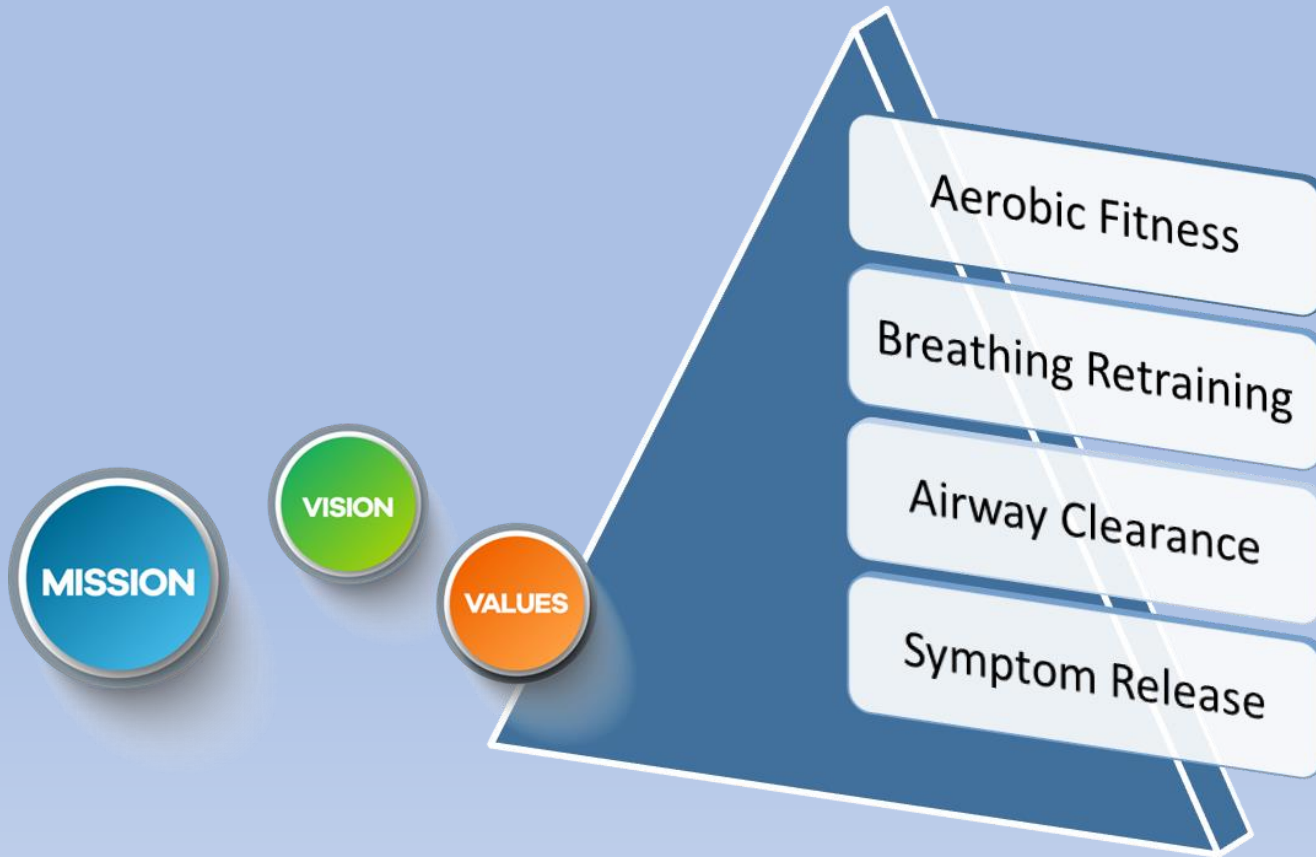 MISSION
VISION
VALUES
Aerobic Fitness
Breathing Retraining
Airway Clearance
Symptom Release